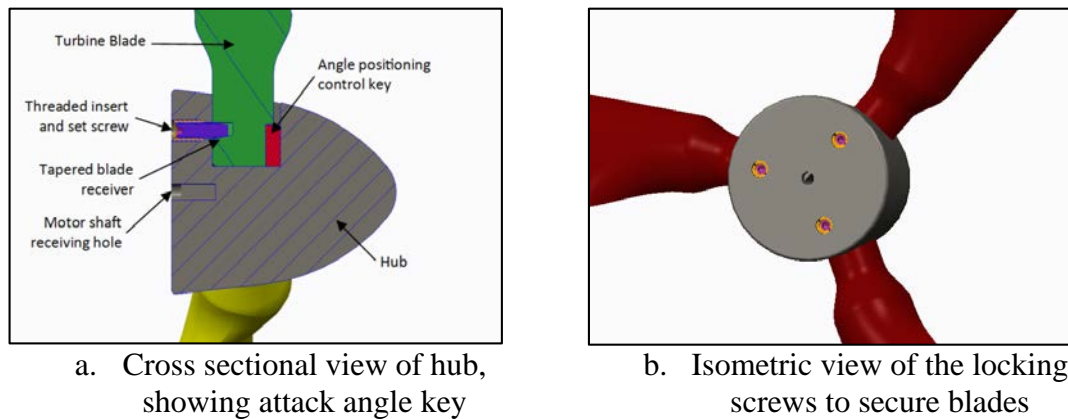 Turbine Blade
Angle positioning
control key
Threaded insert
and set screw
Tapered blade
receiver
Motor shaft
receiving hole
Hub
a. Cross sectional view of hub,
showing attack angle key
b. Isometric view of the locking
screws to secure blades